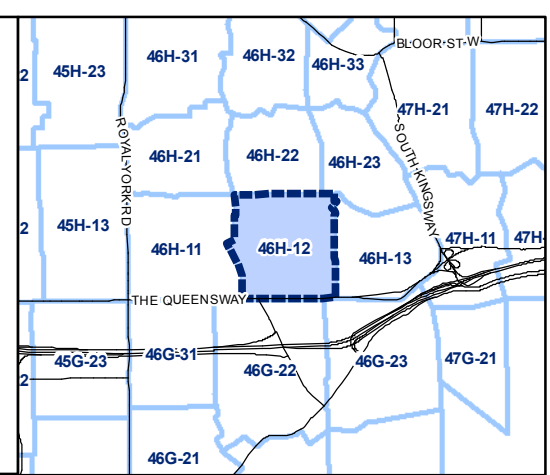 BLOOR ST W
46H-31
46H-32
46H-33
45H-23
2
47H-21
47H-22
ROYAL YORK RD
SOUTH KINGSWAY
46H-21
46H-22
46H-23
45H-13
2
46H-11
46H-12
46H-13
47H-11
47H-
THE QUEENSWAY
45G-23
46G-31
46G-22
46G-23
47G-21
2
46G-21